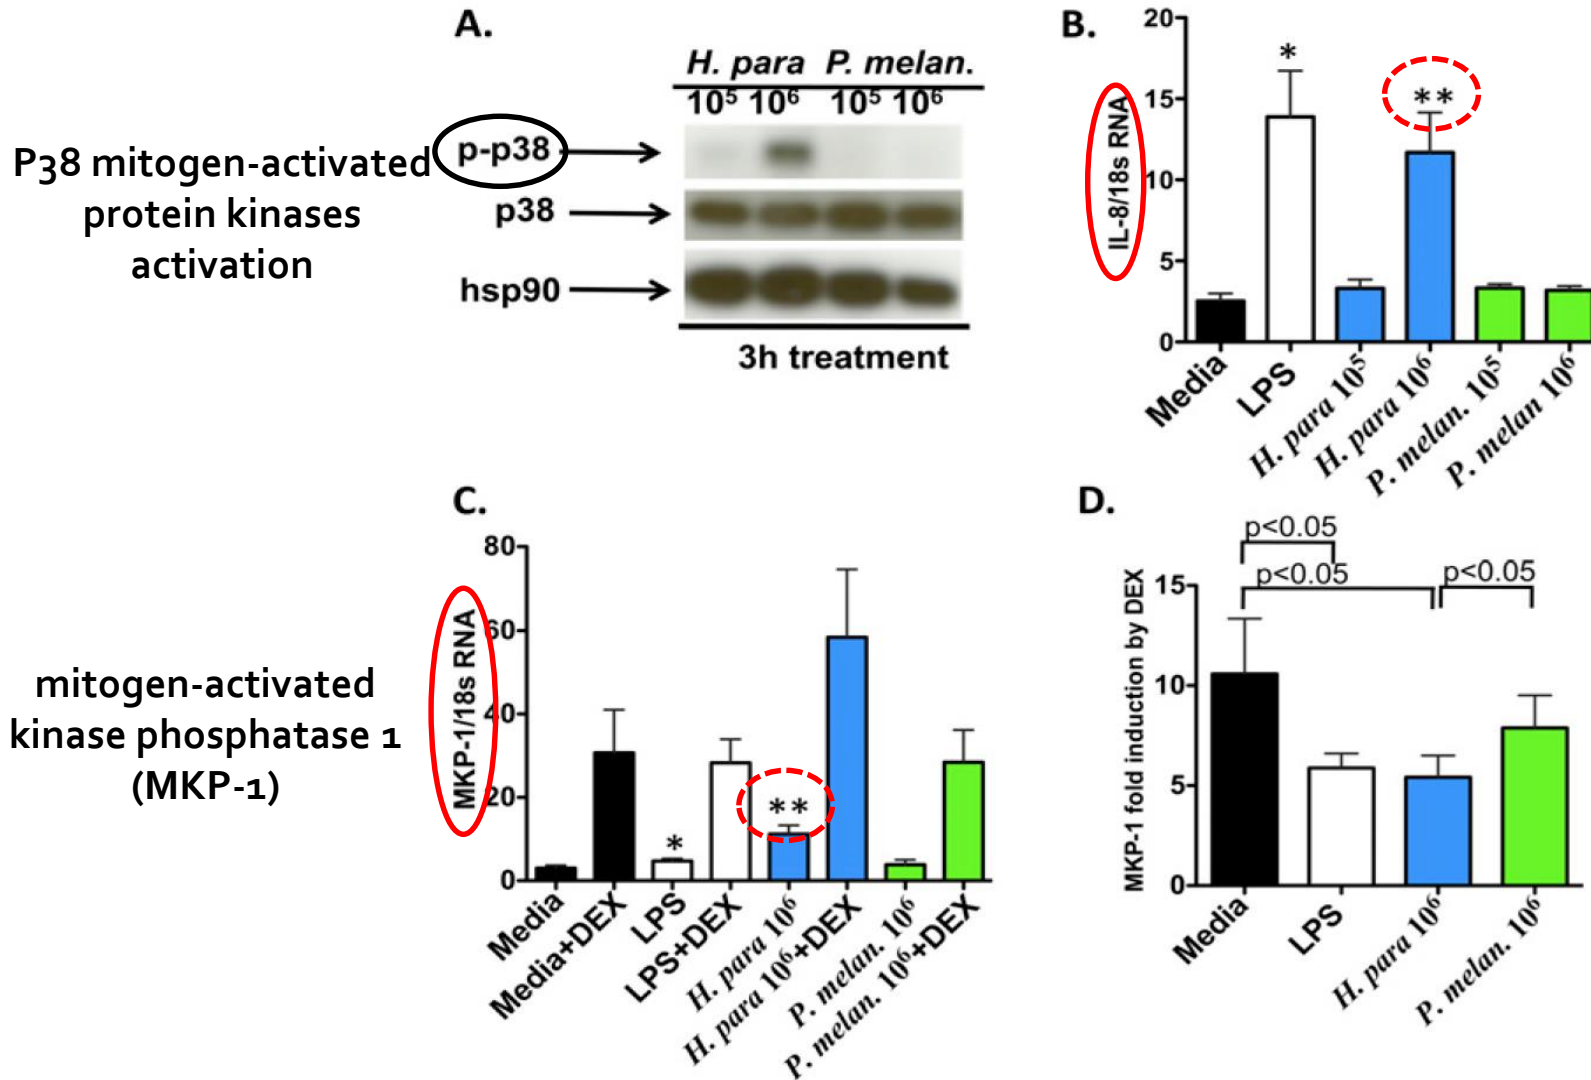 A.
H. para P. melan.
10⁵ 10⁶ 10⁵ 10⁶
p-p38
p38
hsp90
3h treatment
P38 mitogen-activated
protein kinases
activation
B.
IL-8/18s RNA
20
15
10
5
0
*
**
Media
LPS
H. para 10⁵
H. para 10⁶
P. melan. 10⁵
P. melan 10⁶
mitogen-activated
kinase phosphatase 1
(MKP-1)
C.
MKP-1/18s RNA
80
60
40
20
0
*
**
Media
Media+DEX
LPS
LPS+DEX
H. para 10⁶
H. para 10⁶+DEX
P. melan. 10⁶
P. melan. 10⁶+DEX
D.
MKP-1 fold induction by DEX
p<0.05
p<0.05
p<0.05
15
10
5
0
Media
LPS
H. para 10⁶
P. melan. 10⁶